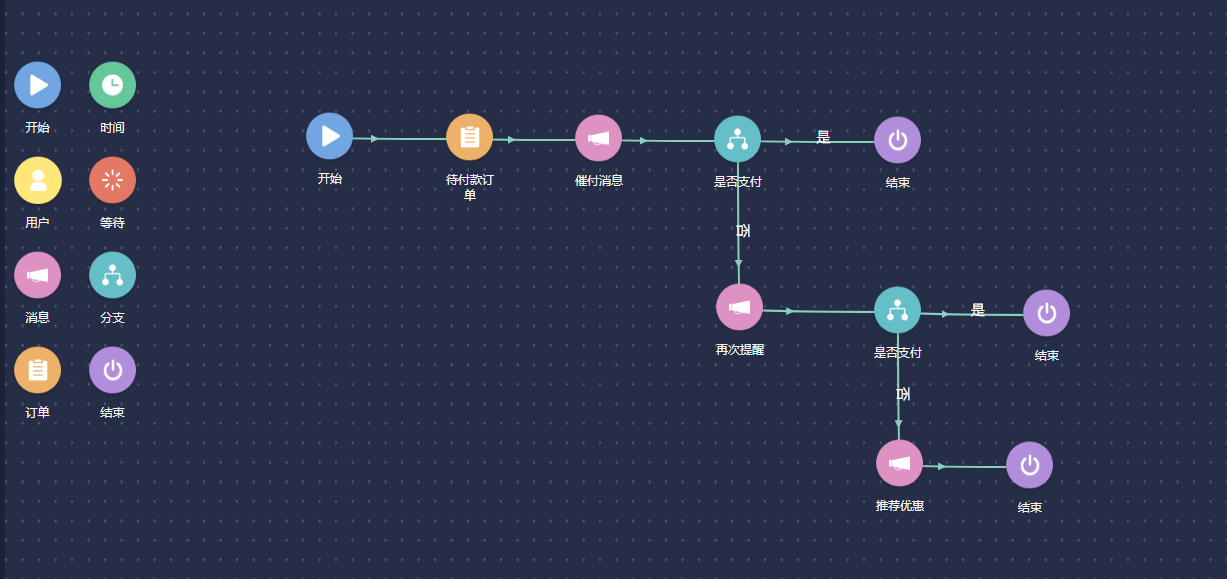 开始
时间
用户
等待
消息
分支
订单
结束
开始
待付款订
单
催付消息
是否支付
是
结束
否
再次提醒
是否支付
是
结束
否
推荐优惠
结束